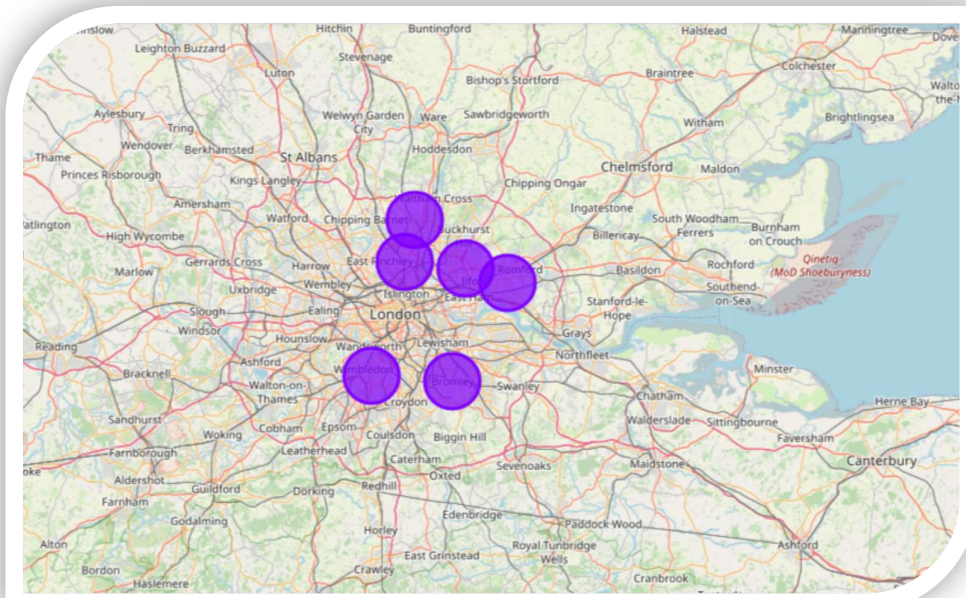 Hitchin
Buntingford
Halstead
Manningtree
Leighton Buzzard
Stevenage
Colchester
Luton
Bishop's Stortford
Braintree
Aylesbury
Welwyn Garden
City
Ware
Sawbridgeworth
Witham
Brightlingsea
Tring
Wendover
Berkhamsted
Hoddesdon
Thame
St Albans
Princes Risborough
Kings Langley
Chelmsford
Maldon
Chipping Ongar
Amersham
Watford
Chipping Barnet
Ingatestone
South Woodham
Ferrers
Burnham
on Crouch
High Wycombe
Billericay
Gerrards Cross
Harrow
Romford
Basildon
Rochford
Qinetiq
(MoD Shoeburyness)
Marlow
Uxbridge
Wembley
Islington
Southend-
on-Sea
Slough
Ealing
London
Stanford-le-
Hope
Windsor
Hounslow
Wandsworth
Lewisham
Grays
Reading
Ashford
Northfleet
Bracknell
Wimbledon
Bromley
Swanley
Minster
Walton-on-
Thames
Croydon
Chatham
Herne Bay
Sandhurst
Cobham
Epsom
Walderslade
Sittingbourne
Woking
Coulsdon
Biggin Hill
Faversham
Farnborough
Leatherhead
Caterham
Sevenoaks
Maidstone
Canterbury
Aldershot
Guildford
Dorking
Redhill
Oxted
Farnham
Godalming
Edenbridge
Paddock Wood
Horley
Alton
East Grinstead
Royal Tunbridge
Wells
Ashford
Bordon
Crawley
Cranbrook
Haslemere